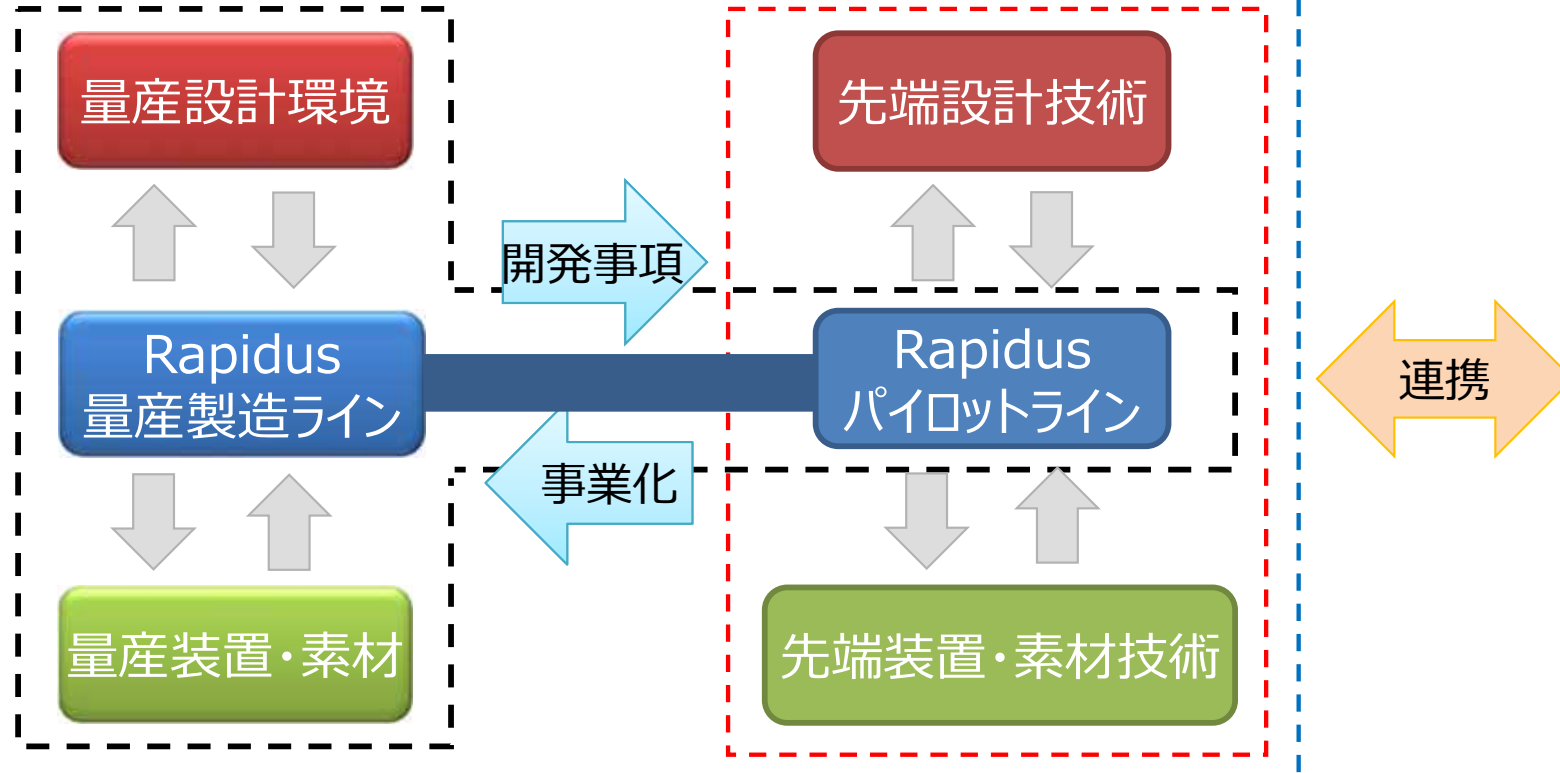 量産設計環境
先端設計技術
開発事項
Rapidus
量産製造ライン
Rapidus
パイロットライン
連携
事業化
量産装置・素材
先端装置・素材技術